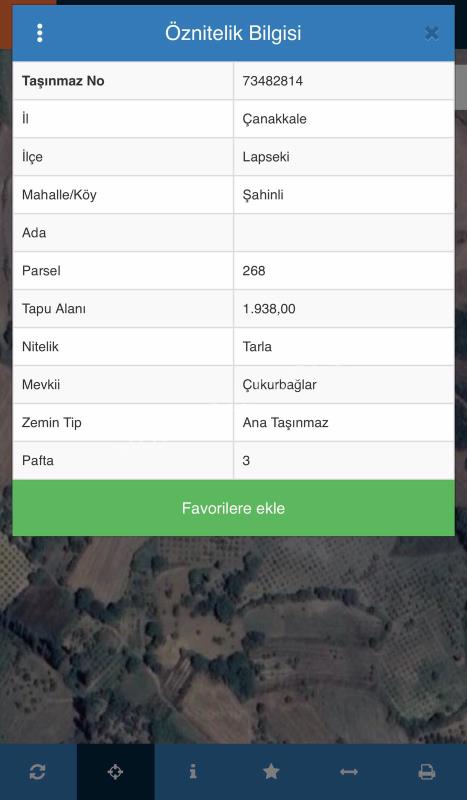 Öznitelik Bilgisi
Taşınmaz No 73482814
İl Çanakkale
İlçe Lapseki
Mahalle/Köy Şahinli
Ada
Parsel 268
Tapu Alanı 1.938,00
Nitelik Tarla
Mevkii Çukurbağlar
Zemin Tip Ana Taşınmaz
Pafta 3
Favorilere ekle